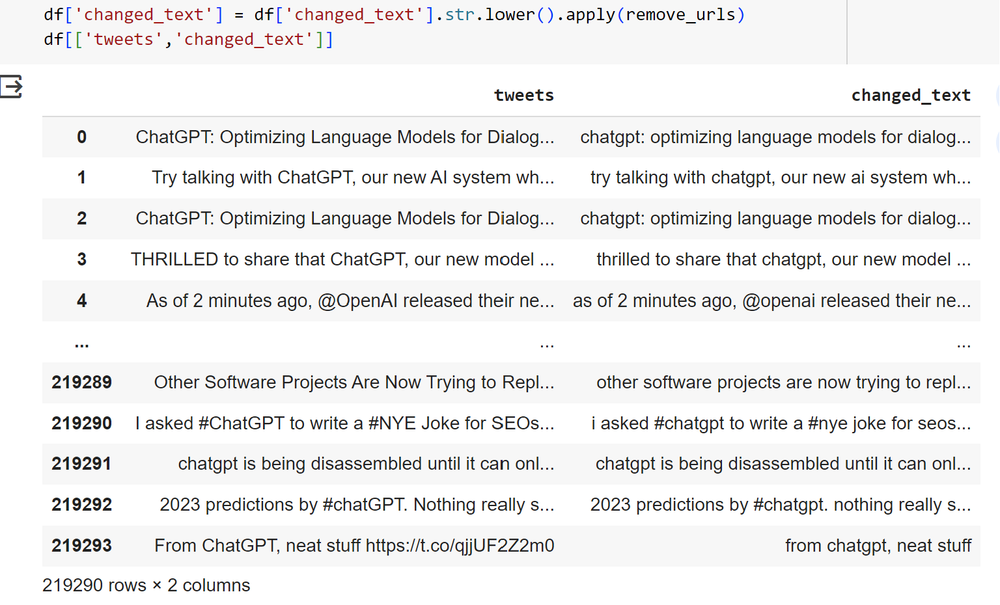 df['changed_text'] = df['changed_text'].str.lower().apply(remove_urls)
df[['tweets','changed_text']]
tweets changed_text
0 ChatGPT: Optimizing Language Models for Dialog... chatgpt: optimizing language models for dialog...
1 Try talking with ChatGPT, our new AI system wh... try talking with chatgpt, our new ai system wh...
2 ChatGPT: Optimizing Language Models for Dialog... chatgpt: optimizing language models for dialog...
3 THRILLED to share that ChatGPT, our new model ... thrilled to share that chatgpt, our new model ...
4 As of 2 minutes ago, @OpenAI released their ne... as of 2 minutes ago, @openai released their ne...
... ... ...
219289 Other Software Projects Are Now Trying to Repl... other software projects are now trying to repl...
219290 I asked #ChatGPT to write a #NYE Joke for SEOs... i asked #chatgpt to write a #nye joke for seos...
219291 chatgpt is being disassembled until it can onl... chatgpt is being disassembled until it can onl...
219292 2023 predictions by #chatGPT. Nothing really s... 2023 predictions by #chatgpt. nothing really s...
219293 From ChatGPT, neat stuff https://t.co/qjjUF2Z2m0 from chatgpt, neat stuff
219290 rows × 2 columns